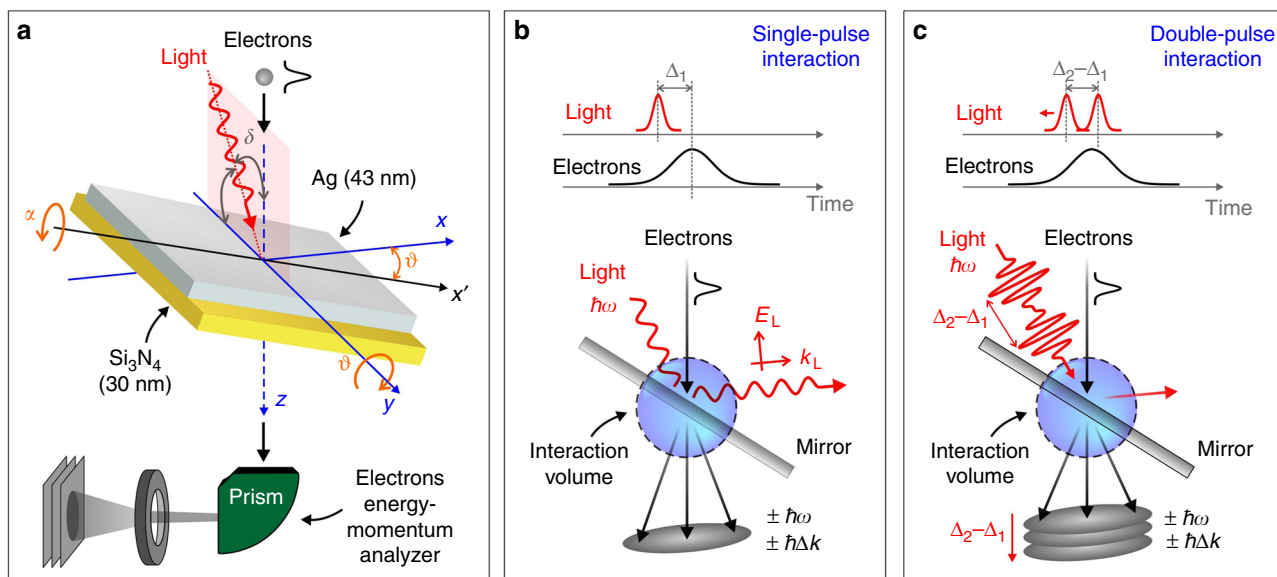 a
Electrons
Light
δ
Ag (43 nm)
α
x
ϑ
x′
Si₃N₄
(30 nm)
ϑ
y
z
Prism
Electrons
energy-
momentum
analyzer
b
Single-pulse
interaction
Δ₁
Light
Electrons
Time
Electrons
Light
ħω
E_L
k_L
Interaction
volume
Mirror
± ħω
± ħΔk
c
Double-pulse
interaction
Δ₂–Δ₁
Light
Electrons
Time
Light
ħω
Electrons
Δ₂–Δ₁
Interaction
volume
Mirror
Δ₂–Δ₁
± ħω
± ħΔk